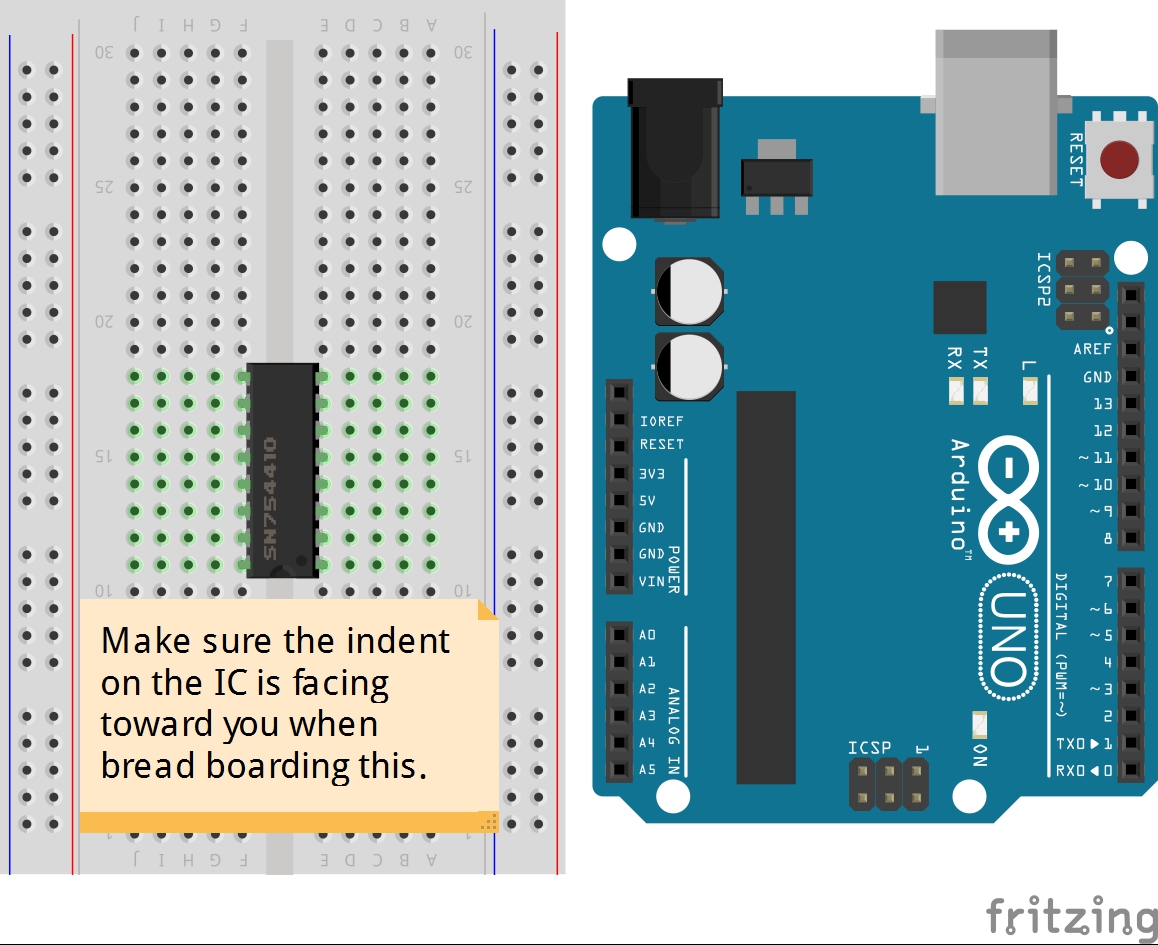 J I H G F E D C B A
30 30
25 25
20 20
15 15
10 10
SN754410
Make sure the indent
on the IC is facing
toward you when
bread boarding this.
1 1
J I H G F E D C B A
RESET
ICSP2
AREF
GND
13
12
~11
~10
~9
8
RX TX L
IOREF
RESET
3V3
5V
GND
GND
VIN
POWER
Arduino™
UNO
DIGITAL (PWM=~)
7
~6
~5
4
~3
2
TX0▶1
RX0◀0
A0
A1
A2
A3
A4
A5
ANALOG IN
ICSP 1
ON
fritzing